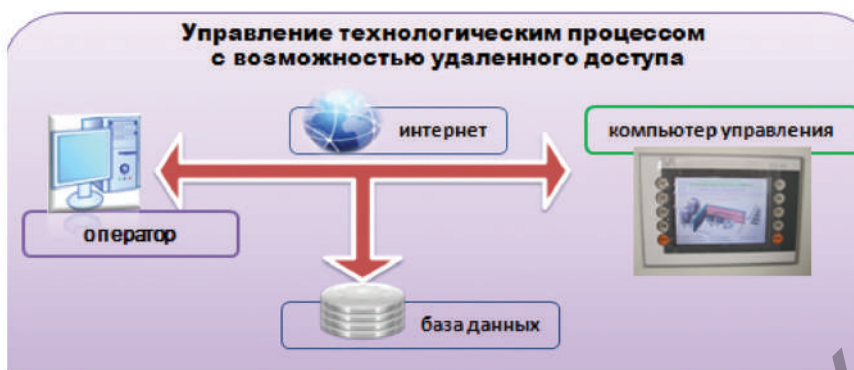 Управление технологическим процессом
с возможностью удаленного доступа
интернет
компьютер управления
оператор
база данных